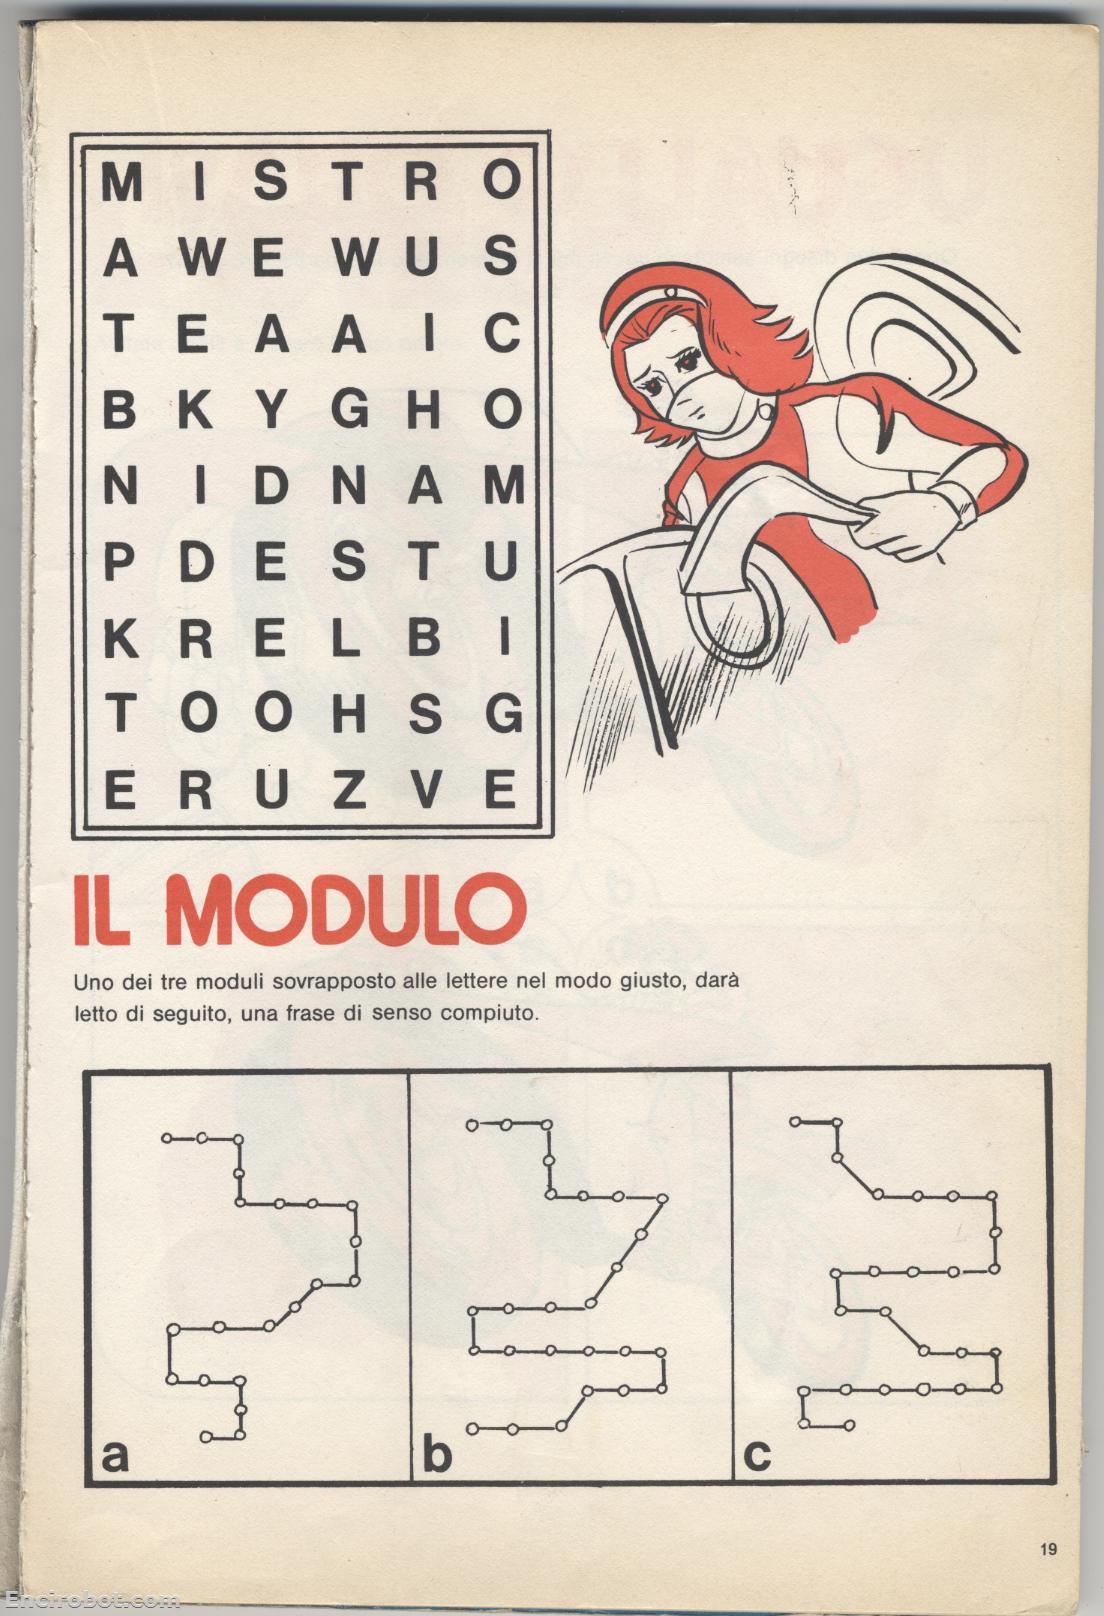 M I S T R O
A W E W U S
T E A A I C
B K Y G H O
N I D N A M
P D E S T U
K R E L B I
T O O H S G
E R U Z V E
IL MODULO
Uno dei tre moduli sovrapposto alle lettere nel modo giusto, darà
letto di seguito, una frase di senso compiuto.
a b c
19
Encirobot.com